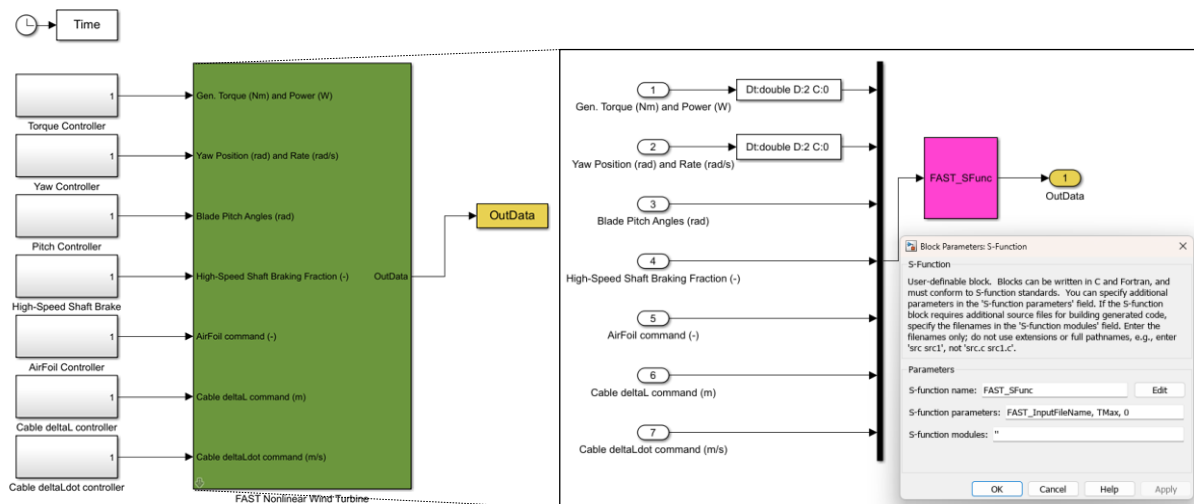 Time
1
Torque Controller
1
Yaw Controller
1
Pitch Controller
1
High-Speed Shaft Brake
1
AirFoil Controller
1
Cable deltaL controller
1
Cable deltaLdot controller
Gen. Torque (Nm) and Power (W)
Yaw Position (rad) and Rate (rad/s)
Blade Pitch Angles (rad)
High-Speed Shaft Braking Fraction (-)
OutData
AirFoil command (-)
Cable deltaL command (m)
Cable deltaLdot command (m/s)
FAST Nonlinear Wind Turbine
OutData
1
Gen. Torque (Nm) and Power (W)
Dt:double D:2 C:0
2
Yaw Position (rad) and Rate (rad/s)
Dt:double D:2 C:0
3
Blade Pitch Angles (rad)
4
High-Speed Shaft Braking Fraction (-)
5
AirFoil command (-)
6
Cable deltaL command (m)
7
Cable deltaLdot command (m/s)
FAST_SFunc
1
OutData
Block Parameters: S-Function
S-Function
User-definable block. Blocks can be written in C and Fortran, and
must conform to S-function standards. You can specify additional
parameters in the 'S-function parameters' field. If the S-function
block requires additional source files for building generated code,
specify the filenames in the 'S-function modules' field. Enter the
filenames only; do not use extensions or full pathnames, e.g., enter
'src src1', not 'src.c src1.c'.
Parameters
S-function name: FAST_SFunc Edit
S-function parameters: FAST_InputFileName, TMax, 0
S-function modules: ''
OK Cancel Help Apply